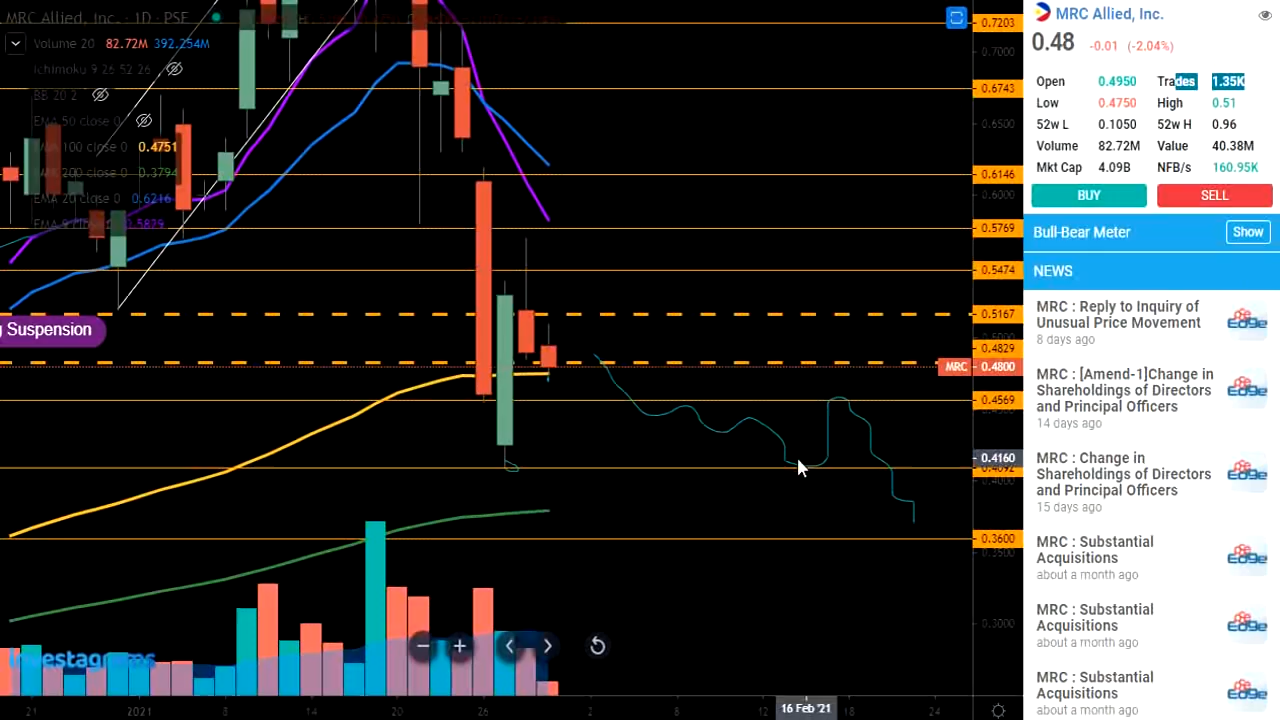 MRC Allied, Inc. · 1D · PSE
Volume 20 82.72M 392.254M
Ichimoku 9 26 52 26
BB 20 2
EMA 50 close 0
EMA 100 close 0 0.4751
EMA 200 close 0 0.3794
EMA 20 close 0 0.6216
EMA 9 close 0 0.5829
g Suspension
Investagrams
0.7203
0.7000
0.6743
0.6500
0.6146
0.6000
0.5769
0.5474
0.5167
0.4829
MRC 0.4800
0.4569
0.4160
0.4092
0.4000
0.3600
0.3500
0.3000
21 2021 8 14 20 26 2 8 12 16 Feb '21 18 24
MRC Allied, Inc.
0.48 -0.01 (-2.04%)
Open 0.4950 Trades 1.35K
Low 0.4750 High 0.51
52w L 0.1050 52w H 0.96
Volume 82.72M Value 40.38M
Mkt Cap 4.09B NFB/s 160.95K
BUY SELL
Bull-Bear Meter Show
NEWS
MRC : Reply to Inquiry of
Unusual Price Movement
8 days ago
EDGE
MRC : [Amend-1]Change in
Shareholdings of Directors
and Principal Officers
14 days ago
EDGE
MRC : Change in
Shareholdings of Directors
and Principal Officers
15 days ago
EDGE
MRC : Substantial
Acquisitions
about a month ago
EDGE
MRC : Substantial
Acquisitions
about a month ago
EDGE
MRC : Substantial
Acquisitions
about a month ago
EDGE